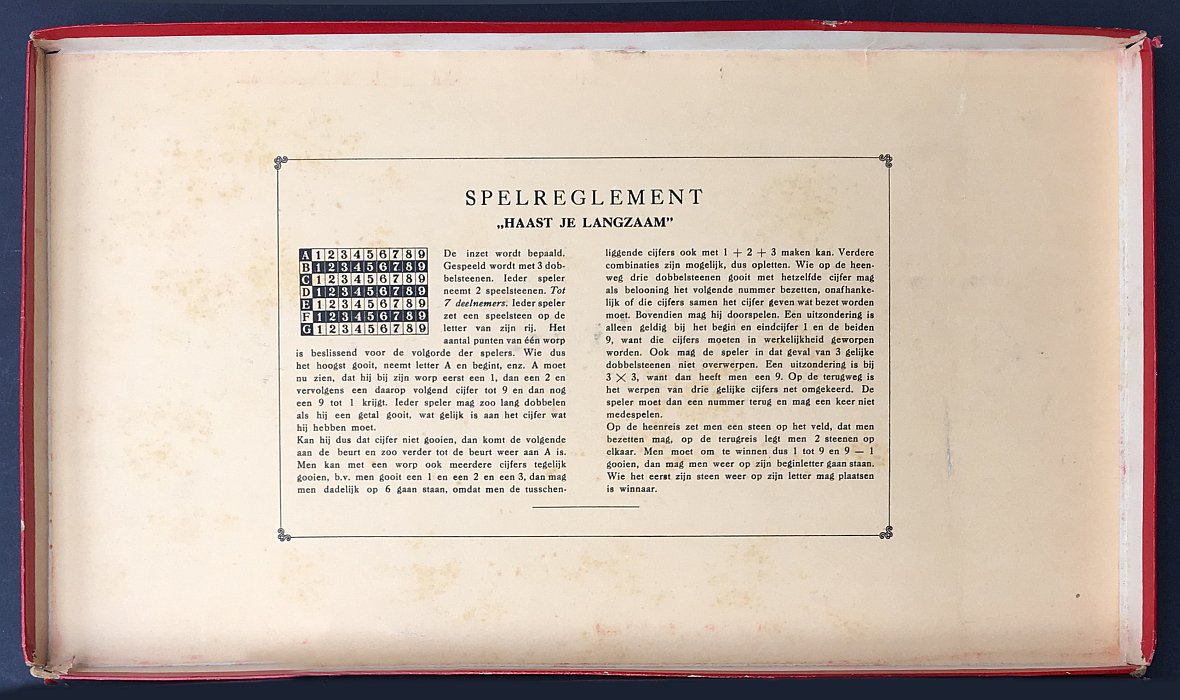 SPELREGLEMENT
„HAAST JE LANGZAAM”
A 1 2 3 4 5 6 7 8 9
B 1 2 3 4 5 6 7 8 9
C 1 2 3 4 5 6 7 8 9
D 1 2 3 4 5 6 7 8 9
E 1 2 3 4 5 6 7 8 9
F 1 2 3 4 5 6 7 8 9
G 1 2 3 4 5 6 7 8 9
De inzet wordt bepaald.
Gespeeld wordt met 3 dob-
belsteenen. Ieder speler
neemt 2 speelsteenen. Tot
7 deelnemers. Ieder speler
zet een speelsteen op de
letter van zijn rij. Het
aantal punten van één worp
is beslissend voor de volgorde der spelers. Wie dus
het hoogst gooit, neemt letter A en begint, enz. A moet
nu zien, dat hij bij zijn worp eerst een 1, dan een 2 en
vervolgens een daarop volgend cijfer tot 9 en dan nog
een 9 tot 1 krijgt. Ieder speler mag zoo lang dobbelen
als hij een getal gooit, wat gelijk is aan het cijfer wat
hij hebben moet.
Kan hij dus dat cijfer niet gooien, dan komt de volgende
aan de beurt en zoo verder tot de beurt weer aan A is.
Men kan met een worp ook meerdere cijfers tegelijk
gooien, b.v. men gooit een 1 en een 2 en een 3, dan mag
men dadelijk op 6 gaan staan, omdat men de tusschen-
liggende cijfers ook met 1 + 2 + 3 maken kan. Verdere
combinaties zijn mogelijk, dus opletten. Wie op de heen-
weg drie dobbelsteenen gooit met hetzelfde cijfer mag
als belooning het volgende nummer bezetten, onafhanke-
lijk of die cijfers samen het cijfer geven wat bezet worden
moet. Bovendien mag hij doorspelen. Een uitzondering is
alleen geldig bij het begin en eindcijfer 1 en de beiden
9, want die cijfers moeten in werkelijkheid geworpen
worden. Ook mag de speler in dat geval van 3 gelijke
dobbelsteenen niet overwerpen. Een uitzondering is bij
3 × 3, want dan heeft men een 9. Op de terugweg is
het werpen van drie gelijke cijfers net omgekeerd. De
speler moet dan een nummer terug en mag een keer niet
medespelen.
Op de heenreis zet men een steen op het veld, dat men
bezetten mag, op de terugreis legt men 2 steenen op
elkaar. Men moet om te winnen dus 1 tot 9 en 9 — 1
gooien, dan mag men weer op zijn beginletter gaan staan.
Wie het eerst zijn steen weer op zijn letter mag plaatsen
is winnaar.